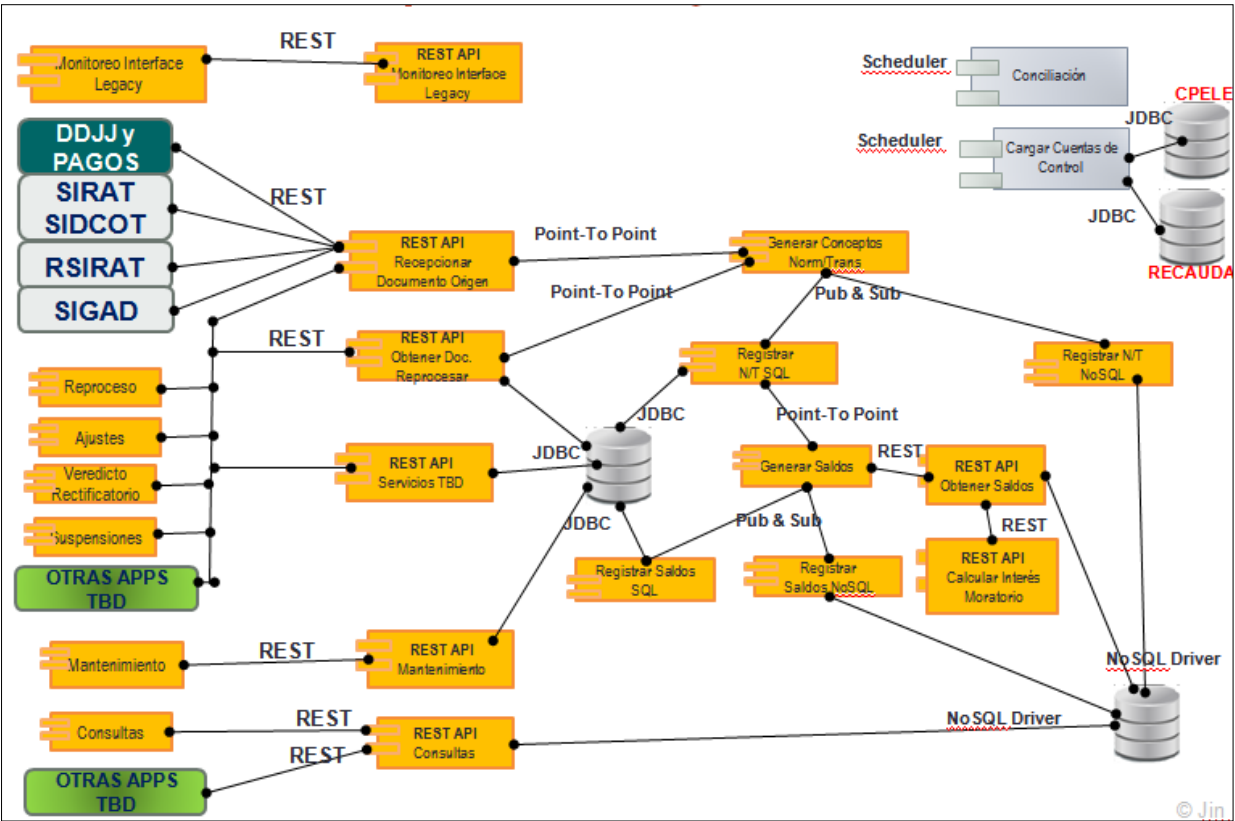 REST
Monitoreo Interface
Legacy
REST API
Monitoreo Interface
Legacy
Scheduler
Conciliación
CPELE
JDBC
Scheduler
Cargar Cuentas de
Control
JDBC
RECAUDA
DDJJ y
PAGOS
SIRAT
SIDCOT
RSIRAT
SIGAD
REST
REST API
Recepcionar
Documento Origen
Point-To Point
Generar Conceptos
Norm/Trans
Point-To Point
Pub & Sub
REST
REST API
Obtener Doc.
Reprocesar
Registrar
N/T SQL
Registrar N/T
NoSQL
Reproceso
Ajustes
Veredicto
Rectificatorio
Suspensiones
OTRAS APPS
TBD
JDBC
Point-To Point
JDBC
REST API
Servicios TBD
Generar Saldos
REST
REST API
Obtener Saldos
JDBC
Pub & Sub
REST
Registrar Saldos
SQL
Registrar
Saldos NoSQL
REST API
Calcular Interés
Moratorio
Mantenimiento
REST
REST API
Mantenimiento
NoSQL Driver
Consultas
REST
REST API
Consultas
NoSQL Driver
REST
OTRAS APPS
TBD
© Jin